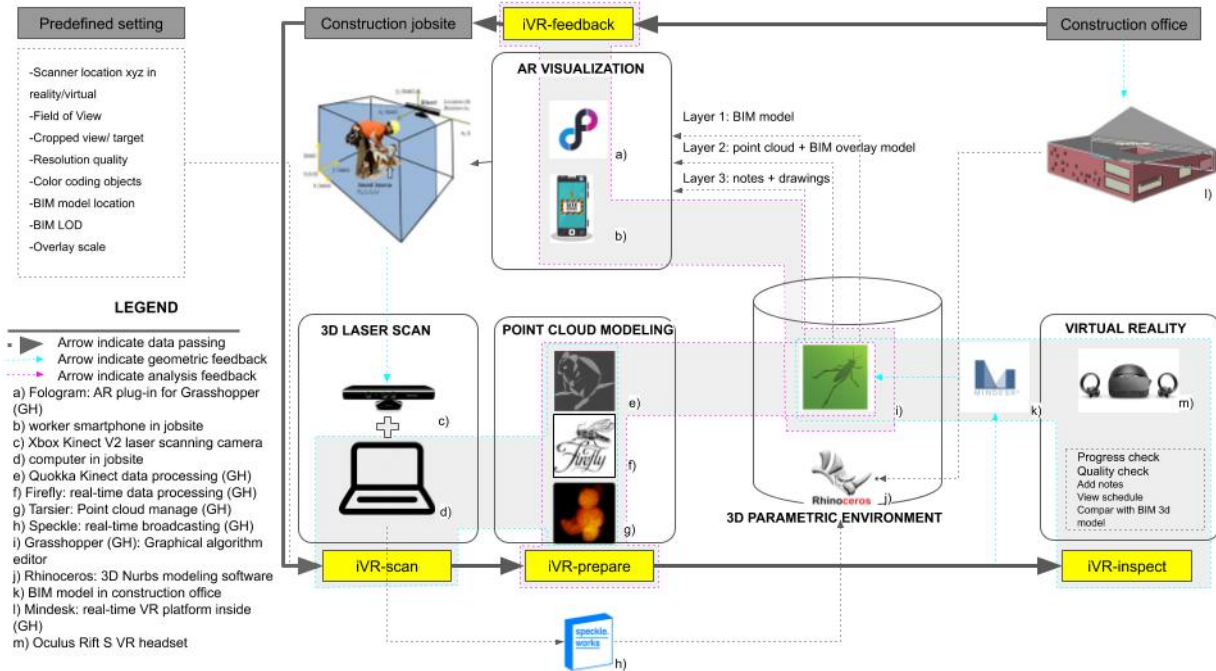 Predefined setting
Construction jobsite
iVR-feedback
Construction office
-Scanner location xyz in
reality/virtual
-Field of View
-Cropped view/ target
-Resolution quality
-Color coding objects
-BIM model location
-BIM LOD
-Overlay scale
AR VISUALIZATION
a)
b)
Layer 1: BIM model
Layer 2: point cloud + BIM overlay model
Layer 3: notes + drawings
l)
LEGEND
Arrow indicate data passing
Arrow indicate geometric feedback
Arrow indicate analysis feedback
a) Fologram: AR plug-in for Grasshopper
(GH)
b) worker smartphone in jobsite
c) Xbox Kinect V2 laser scanning camera
d) computer in jobsite
e) Quokka Kinect data processing (GH)
f) Firefly: real-time data processing (GH)
g) Tarsier: Point cloud manage (GH)
h) Speckle: real-time broadcasting (GH)
i) Grasshopper (GH): Graphical algorithm
editor
j) Rhinoceros: 3D Nurbs modeling software
k) BIM model in construction office
l) Mindesk: real-time VR platform inside
(GH)
m) Oculus Rift S VR headset
3D LASER SCAN
c)
d)
POINT CLOUD MODELING
e)
Firefly
f)
g)
i)
Rhinoceros
j)
3D PARAMETRIC ENVIRONMENT
MINDESK
k)
VIRTUAL REALITY
m)
Progress check
Quality check
Add notes
View schedule
Compar with BIM 3d
model
iVR-scan
iVR-prepare
iVR-inspect
speckle.
works
h)